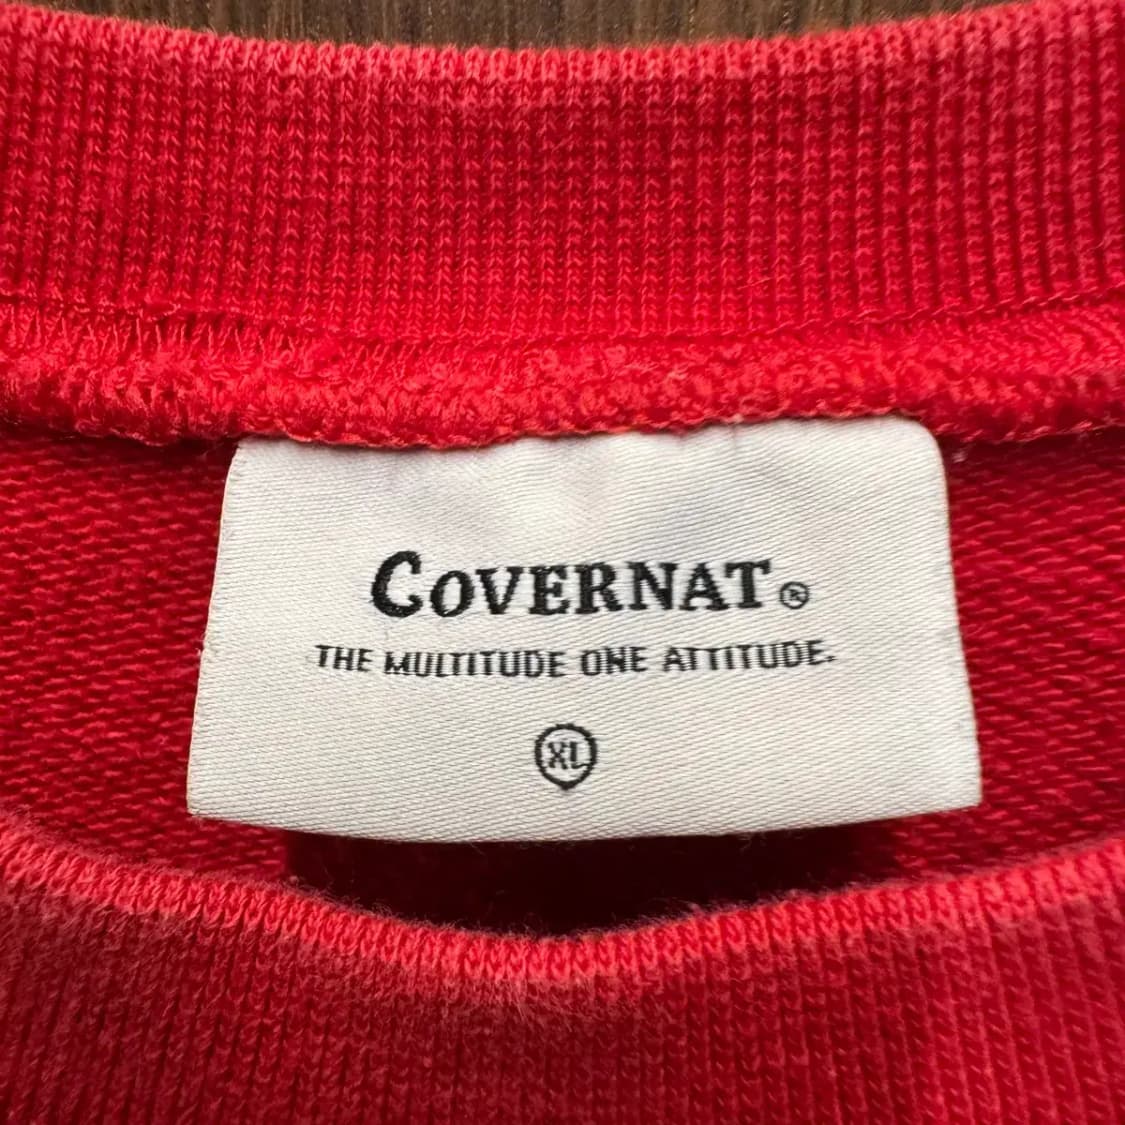 COVERNAT®
THE MULTITUDE ONE ATTITUDE.
XL